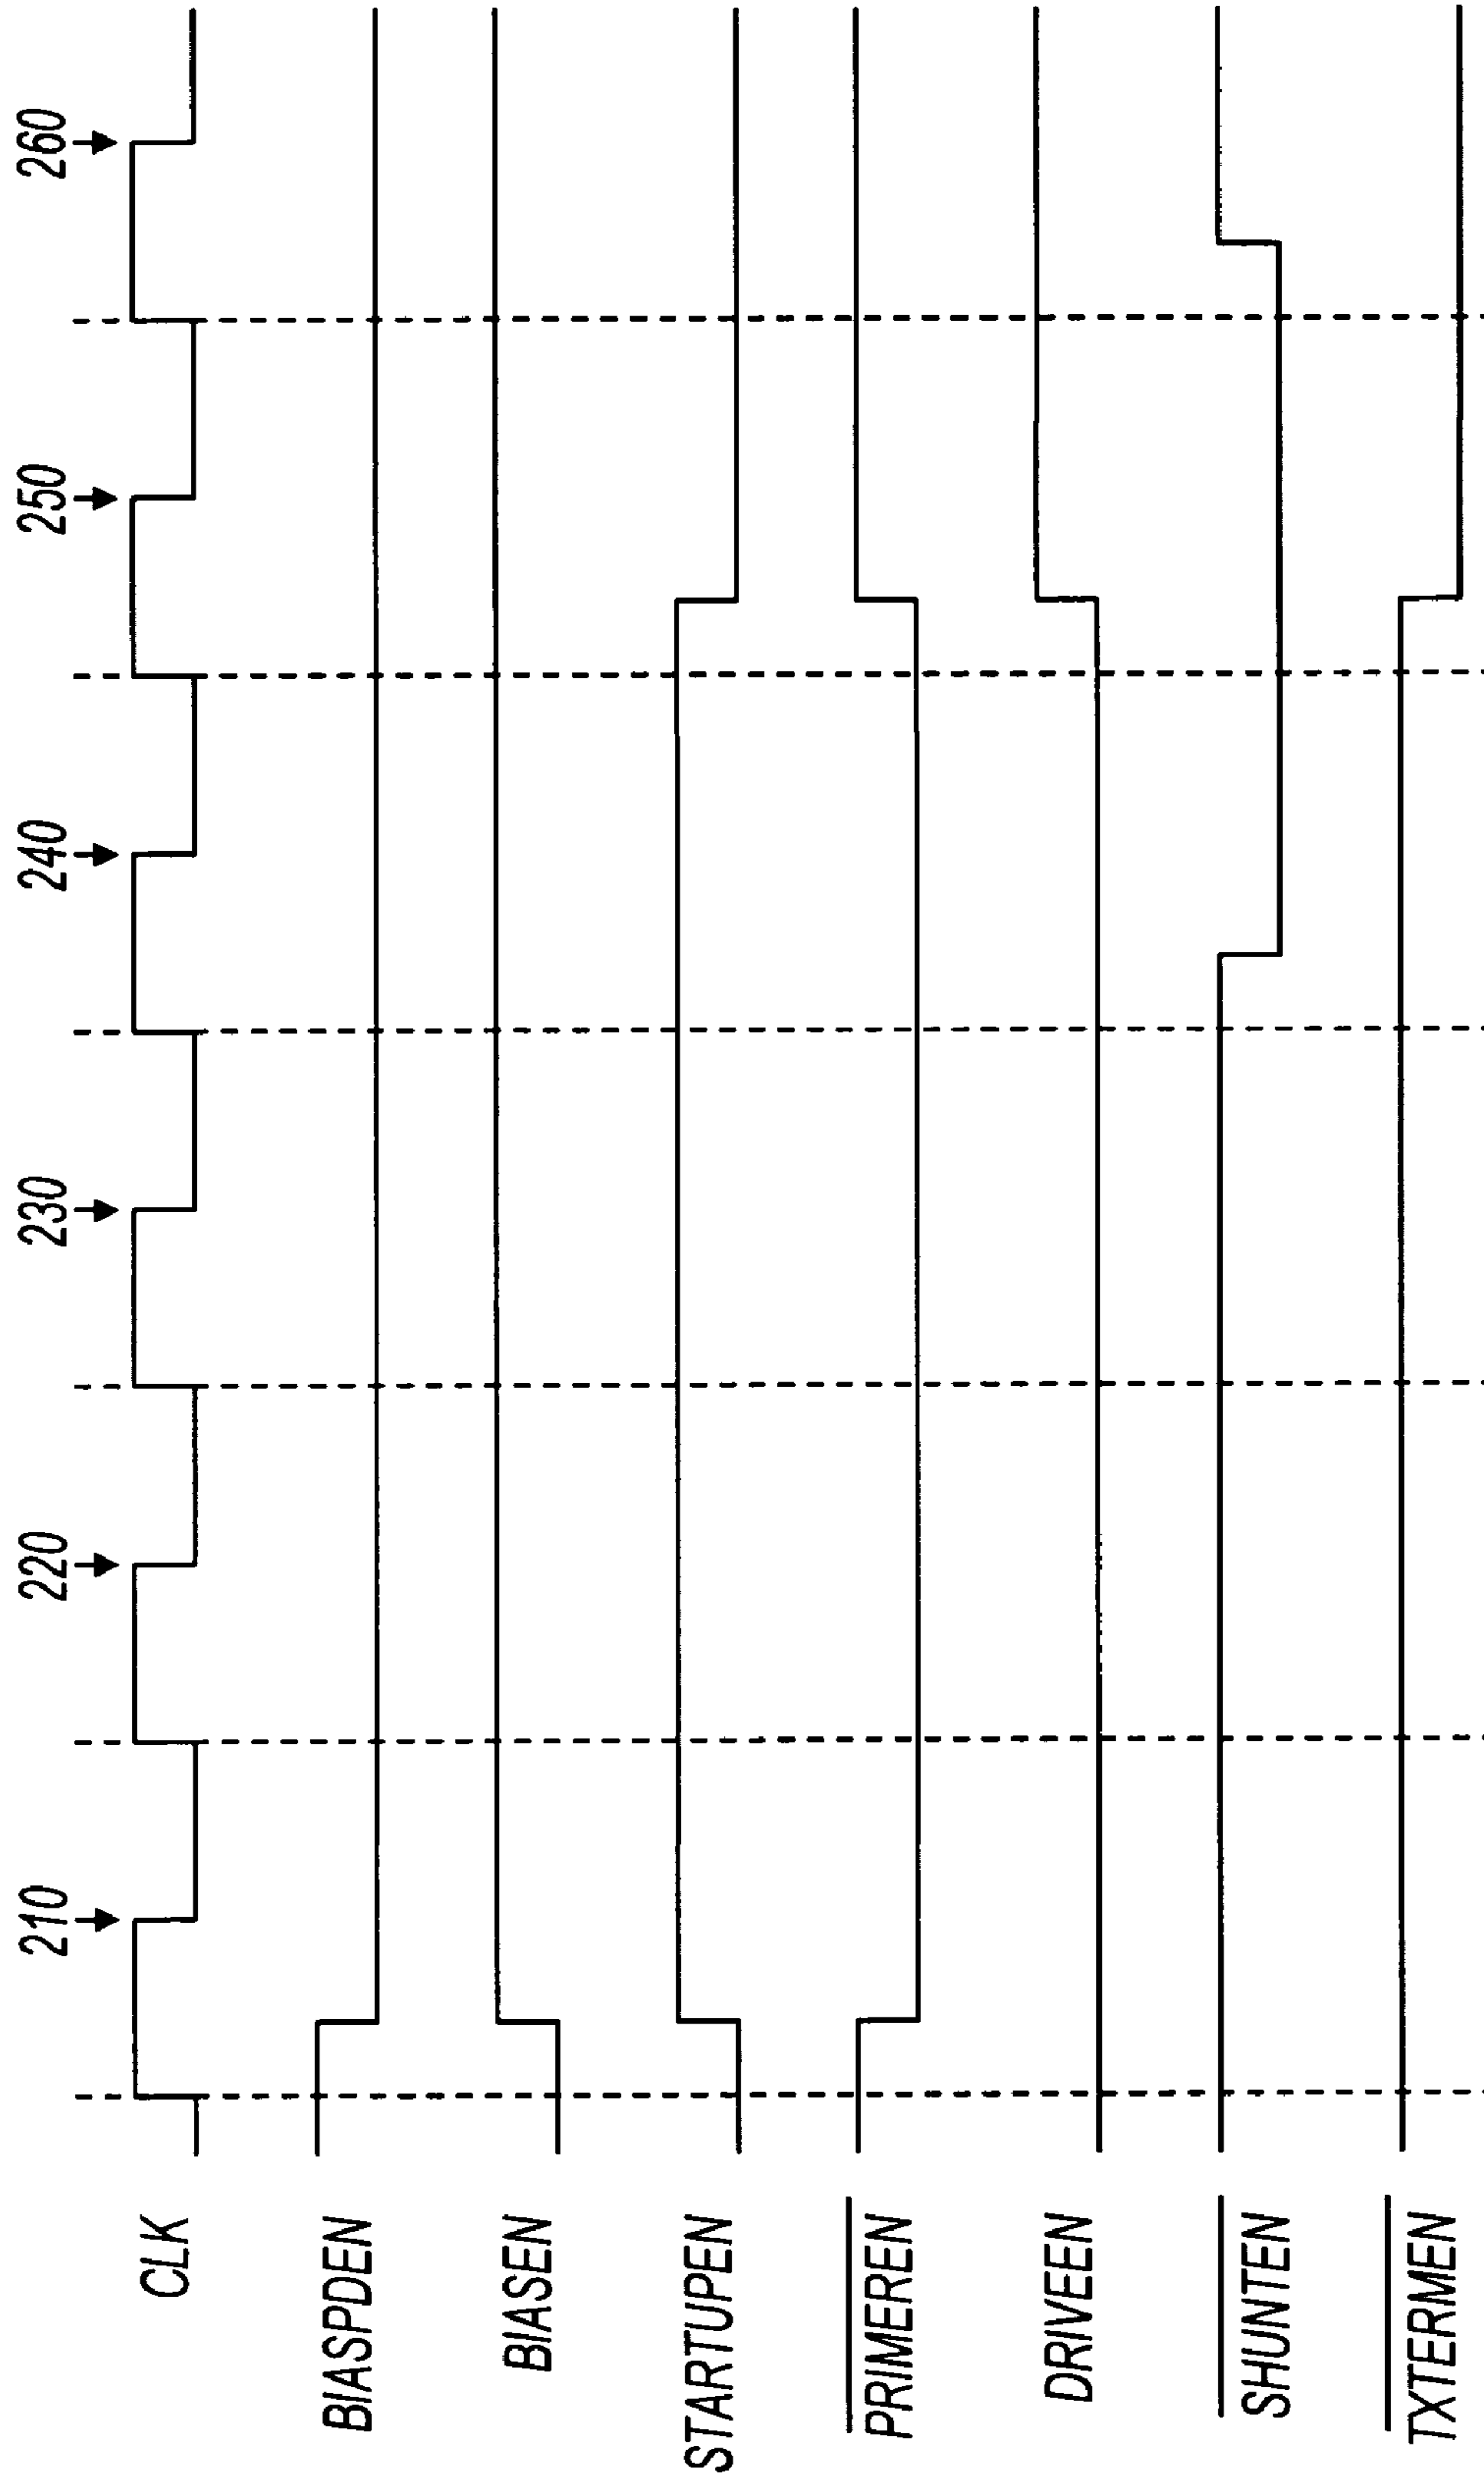 210 220 230 240 250 260
CLK
BIASPDEN
BIASEN
STARTUPEN
PRIMEREN
DRIVEEN
SHUNTEN
TXTERMEN